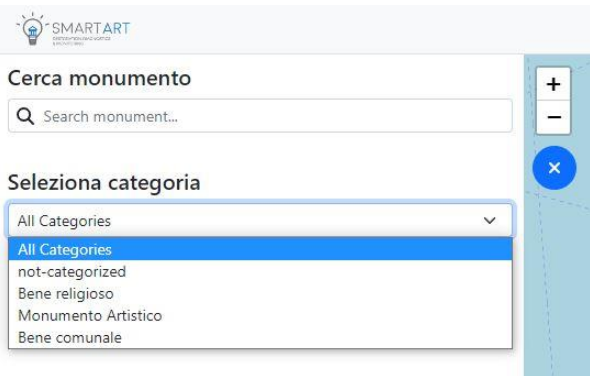 SMARTART
Cerca monumento
+
Search monument...
−
×
Seleziona categoria
All Categories
All Categories
not-categorized
Bene religioso
Monumento Artistico
Bene comunale